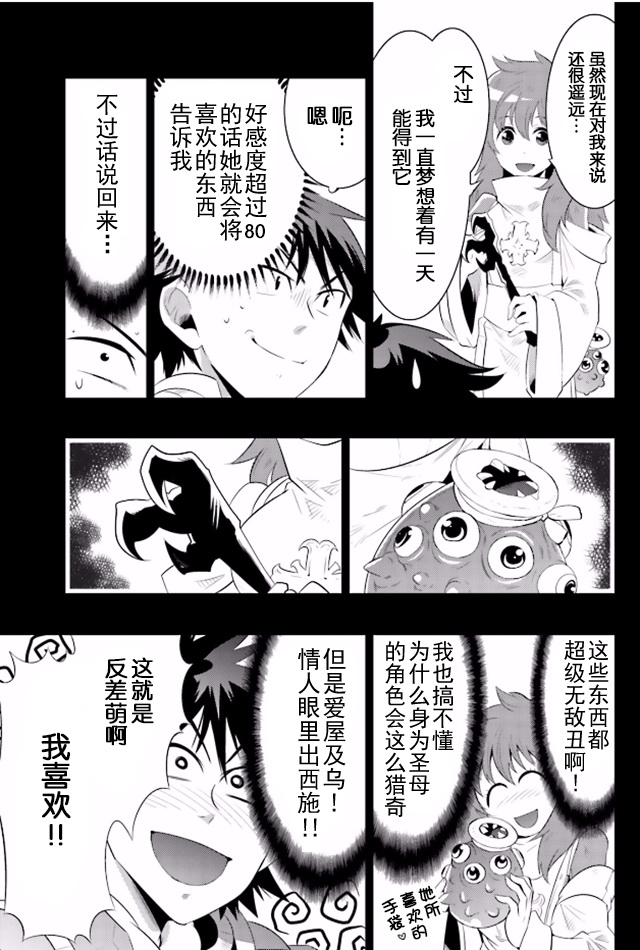 虽然现在对我来说
还很遥远…
不过
我一直梦想着有一天
能得到它
呃…
嗯
好感度超过80
的话她就会将
喜欢的东西
告诉我
不过话说回来…
这些东西都
超级无敌丑啊！
我也搞不懂
为什么身为圣母
的角色会这么猎奇
她所
喜欢的
手袋♡
但是爱屋及乌！
情人眼里出西施!!
这就是
反差萌啊
我喜欢!!